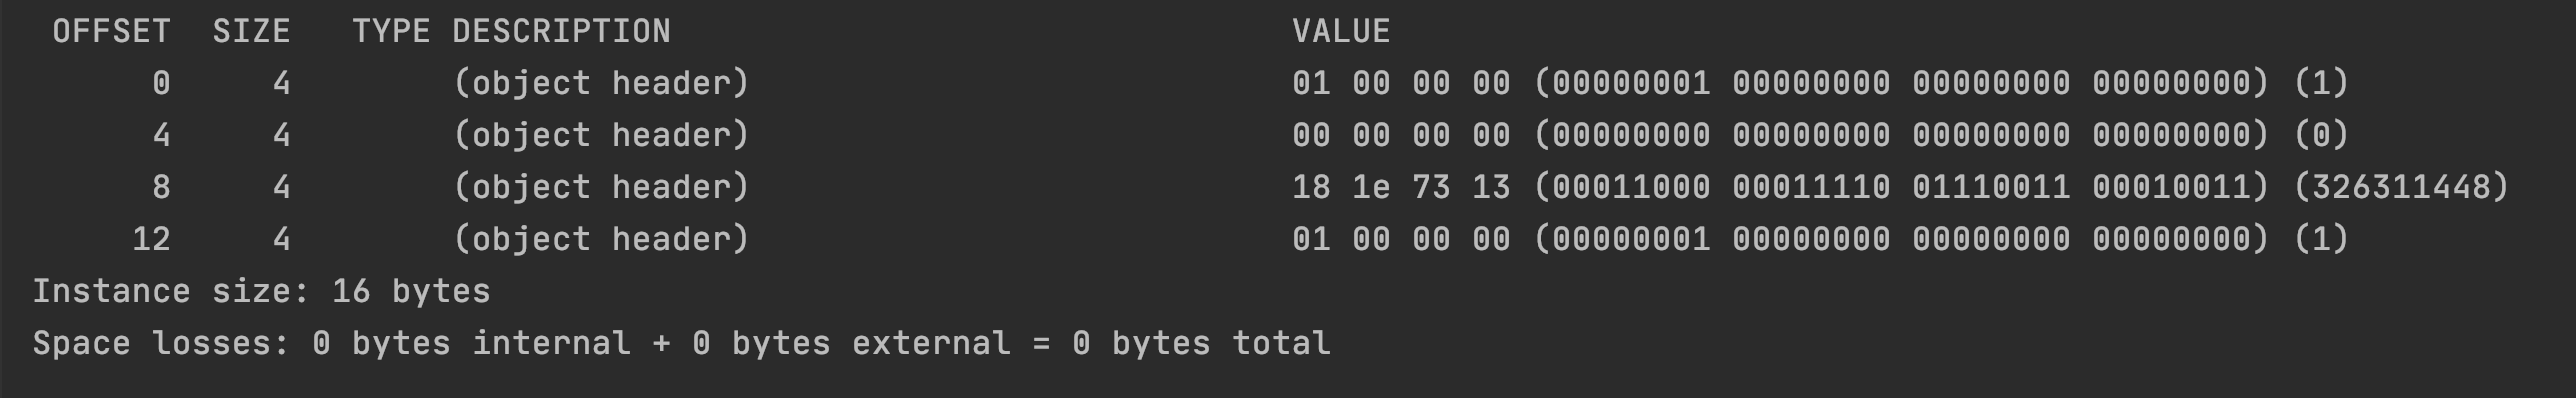 OFFSET  SIZE   TYPE DESCRIPTION                               VALUE
      0     4        (object header)                           01 00 00 00 (00000001 00000000 00000000 00000000) (1)
      4     4        (object header)                           00 00 00 00 (00000000 00000000 00000000 00000000) (0)
      8     4        (object header)                           18 1e 73 13 (00011000 00011110 01110011 00010011) (326311448)
     12     4        (object header)                           01 00 00 00 (00000001 00000000 00000000 00000000) (1)
Instance size: 16 bytes
Space losses: 0 bytes internal + 0 bytes external = 0 bytes total